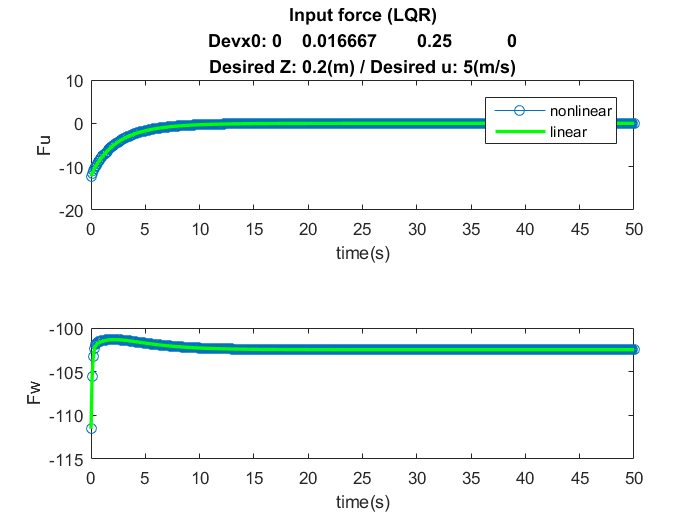 Input force (LQR)
Devx0: 0 0.016667 0.25 0
Desired Z: 0.2(m) / Desired u: 5(m/s)
10
0
-10
-20
Fu
nonlinear
linear
0 5 10 15 20 25 30 35 40 45 50
time(s)
-100
-105
-110
-115
Fw
0 5 10 15 20 25 30 35 40 45 50
time(s)